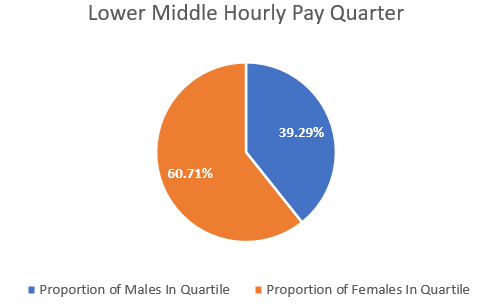 Lower Middle Hourly Pay Quarter
39.29%
60.71%
Proportion of Males In Quartile
Proportion of Females In Quartile